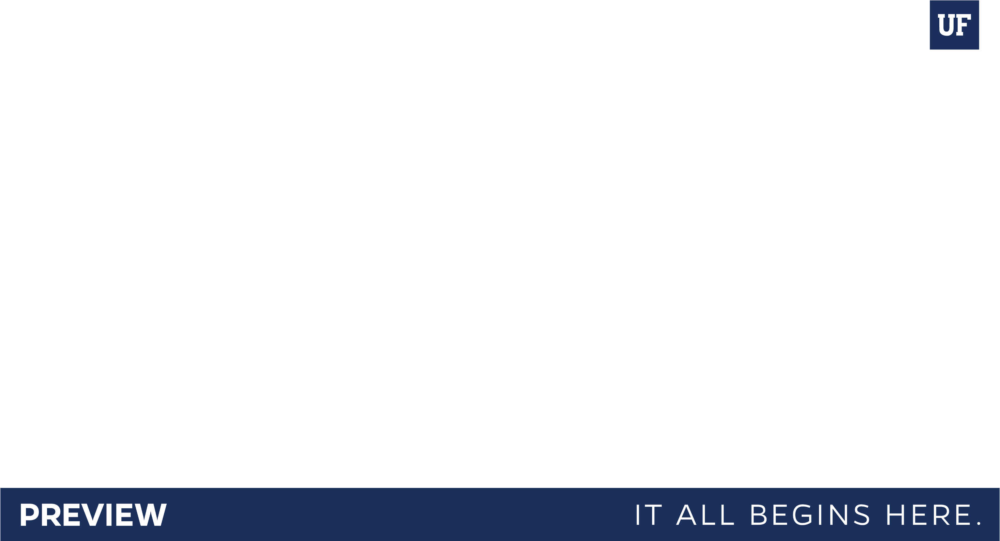 UF
PREVIEW
IT ALL BEGINS HERE.